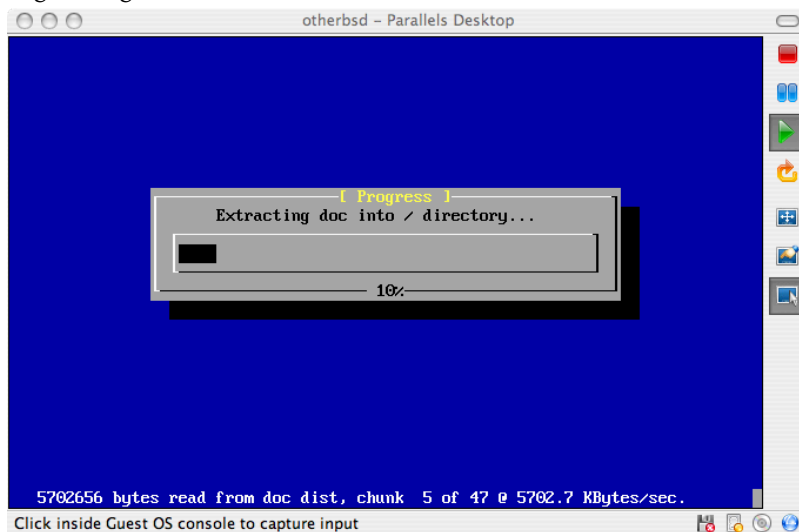 otherbsd – Parallels Desktop
[ Progress ]
Extracting doc into / directory...
10%
5702656 bytes read from doc dist, chunk 5 of 47 @ 5702.7 KBytes/sec.
Click inside Guest OS console to capture input